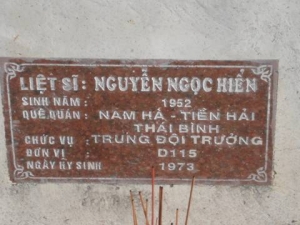 LIỆT SĨ: NGUYỄN NGỌC HIỂN
SINH NĂM : 1952
QUÊ QUÁN : NAM HÀ - TIỀN HẢI
THÁI BÌNH
CHỨC VỤ : TRUNG ĐỘI TRƯỞNG
ĐƠN VỊ : D115
NGÀY HY SINH 1973